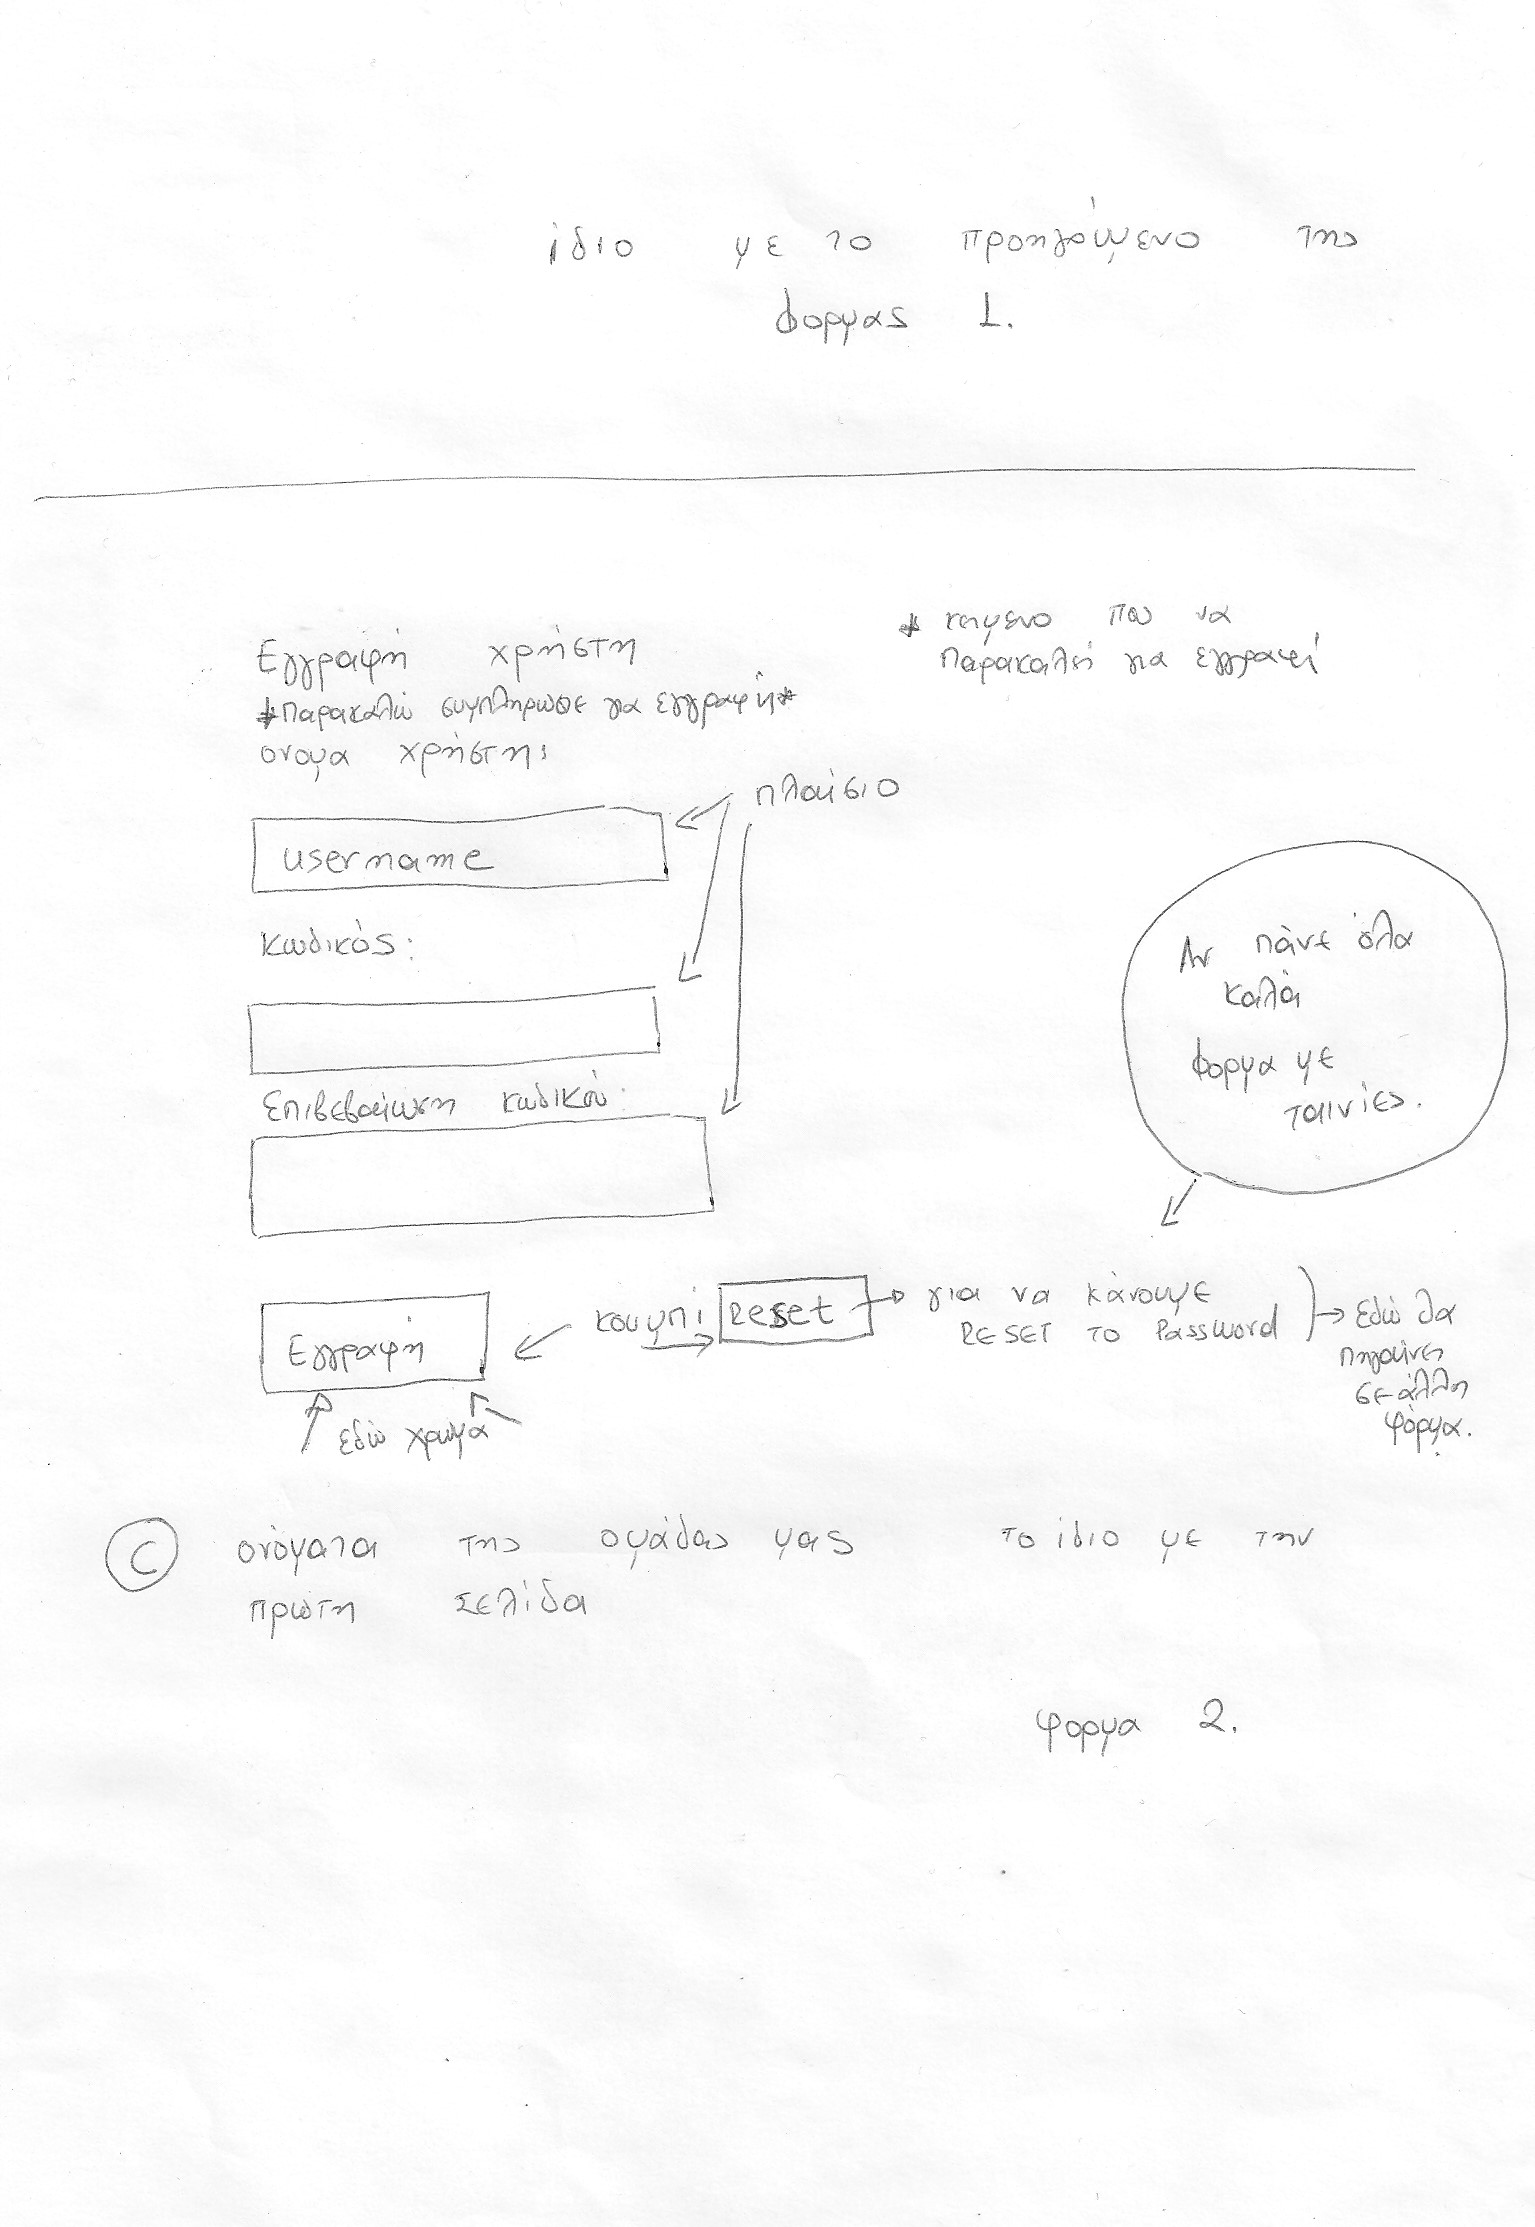 ίδιο με το προηγούμενο της
φορμας 1.
Εγγραφή χρήστη
* κειμενο που να
παρακαλεί για εγγραφή
*Παρακαλώ συμπληρωσε για εγγραφή*
ονομα χρήστη:
πλαίσιο
username
κωδικός:
Επιβεβαίωση κωδικού:
Αν πάνε όλα
καλά
φορμα με
ταινίες.
Εγγραφή
κουμπί
Reset
για να κάνουμε
RESET το Password
Εδώ θα
πηγαίνει
σε άλλη
φόρμα.
εδώ χρώμα
C ονόματα της ομάδας μας το ίδιο με την
πρώτη σελίδα
φορμα 2.